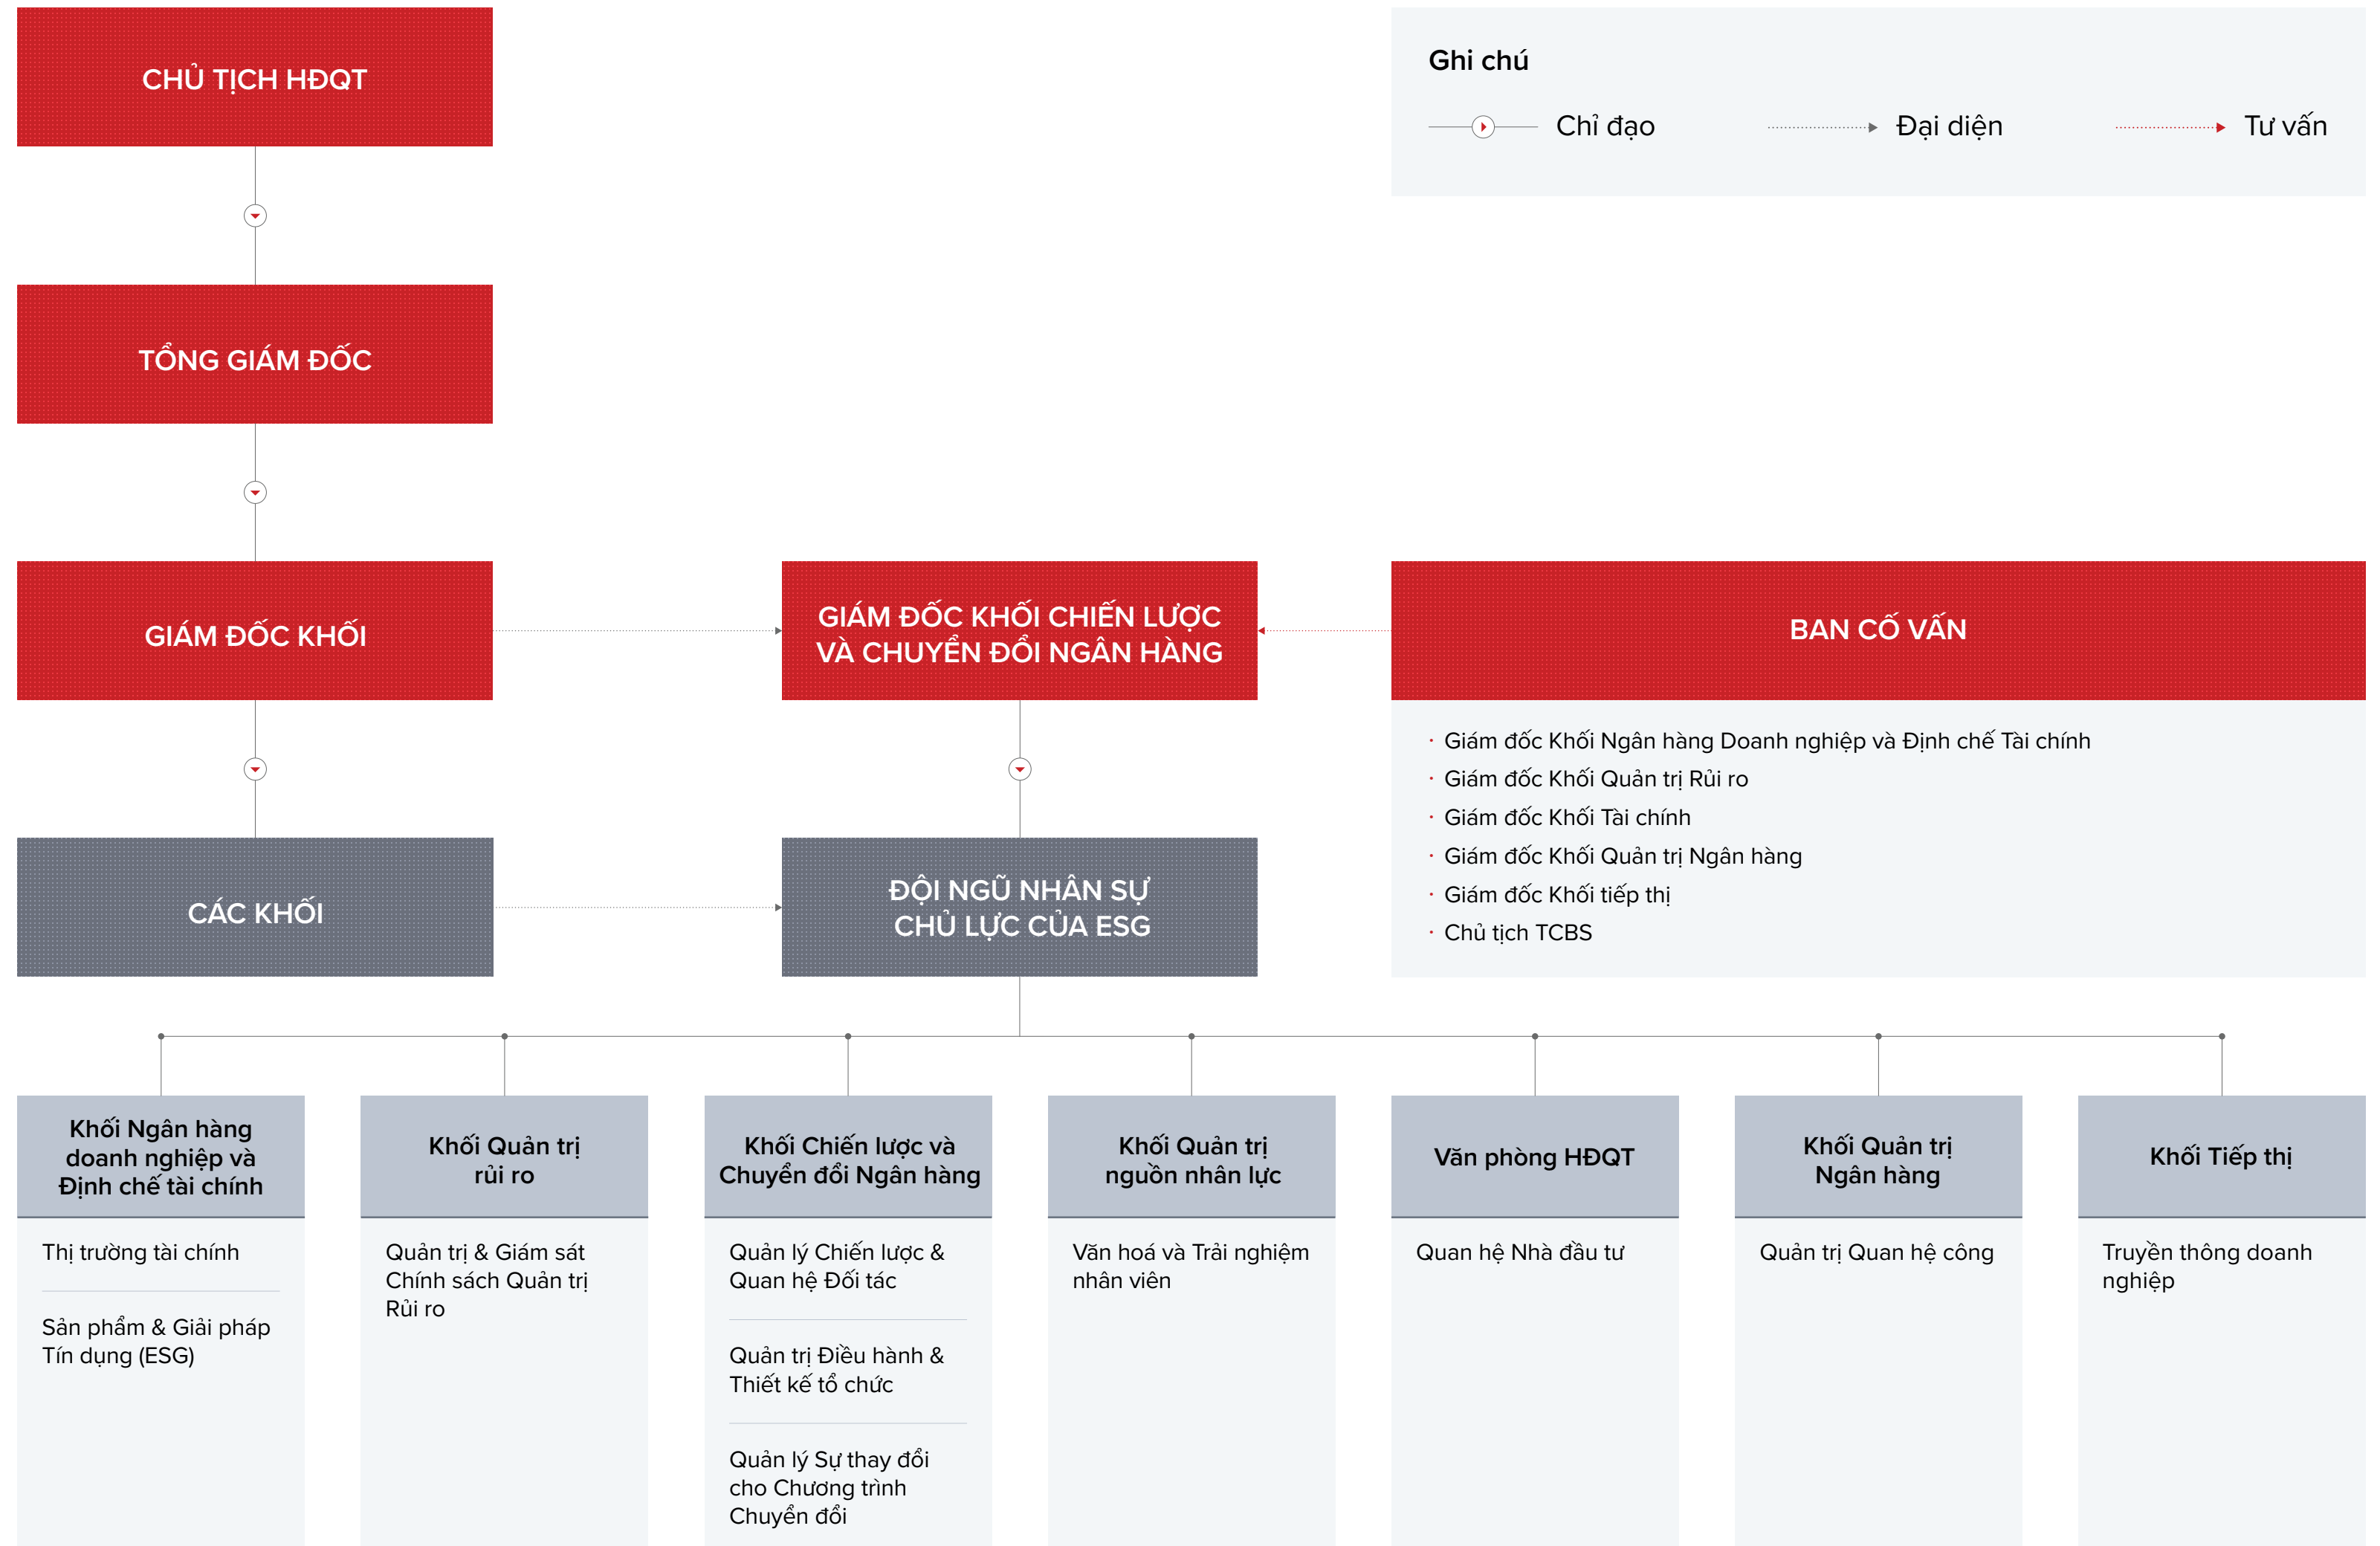 CHỦ TỊCH HĐQT
Ghi chú
Chỉ đạo
Đại diện
Tư vấn
TỔNG GIÁM ĐỐC
GIÁM ĐỐC KHỐI
GIÁM ĐỐC KHỐI CHIẾN LƯỢC
VÀ CHUYỂN ĐỔI NGÂN HÀNG
BAN CỐ VẤN
· Giám đốc Khối Ngân hàng Doanh nghiệp và Định chế Tài chính
· Giám đốc Khối Quản trị Rủi ro
· Giám đốc Khối Tài chính
· Giám đốc Khối Quản trị Ngân hàng
· Giám đốc Khối tiếp thị
· Chủ tịch TCBS
CÁC KHỐI
ĐỘI NGŨ NHÂN SỰ
CHỦ LỰC CỦA ESG
Khối Ngân hàng
doanh nghiệp và
Định chế tài chính
Thị trường tài chính
Sản phẩm & Giải pháp
Tín dụng (ESG)
Khối Quản trị
rủi ro
Quản trị & Giám sát
Chính sách Quản trị
Rủi ro
Khối Chiến lược và
Chuyển đổi Ngân hàng
Quản lý Chiến lược &
Quan hệ Đối tác
Quản trị Điều hành &
Thiết kế tổ chức
Quản lý Sự thay đổi
cho Chương trình
Chuyển đổi
Khối Quản trị
nguồn nhân lực
Văn hoá và Trải nghiệm
nhân viên
Văn phòng HĐQT
Quan hệ Nhà đầu tư
Khối Quản trị
Ngân hàng
Quản trị Quan hệ công
Khối Tiếp thị
Truyền thông doanh
nghiệp